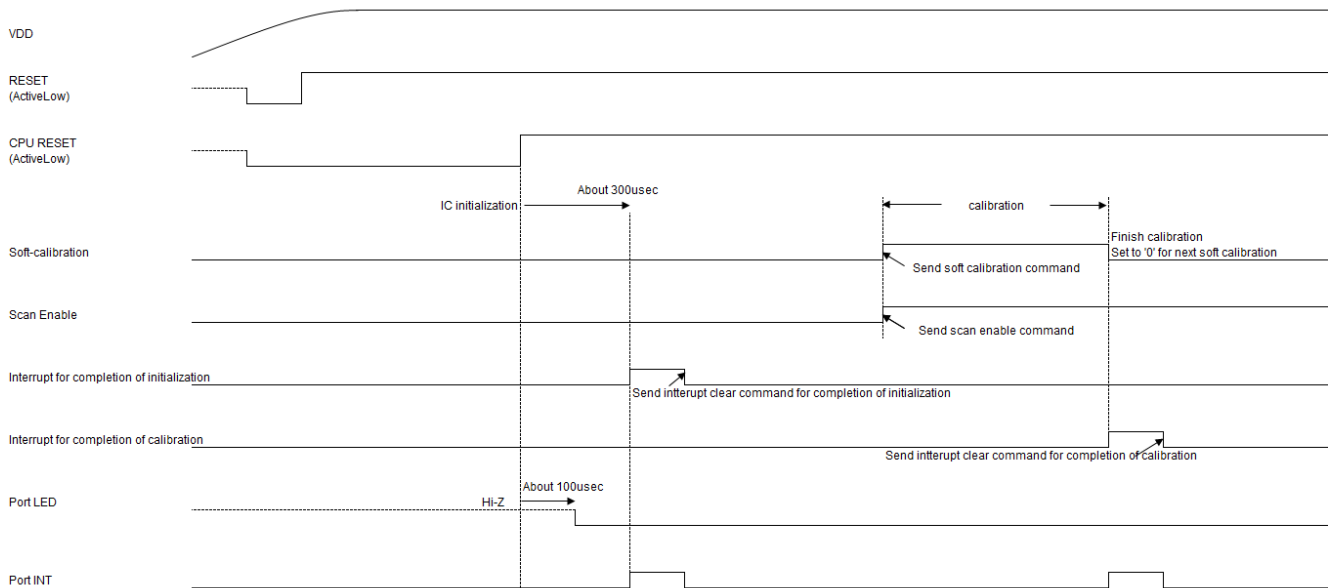 VDD
RESET
(ActiveLow)
CPU RESET
(ActiveLow)
About 300usec
IC initialization
calibration
Finish calibration
Soft-calibration
Set to '0' for next soft calibration
Send soft calibration command
Scan Enable
Send scan enable command
Interrupt for completion of initialization
Send intterupt clear command for completion of initialization
Interrupt for completion of calibration
Send intterupt clear command for completion of calibration
About 100usec
Port LED
Hi-Z
Port INT